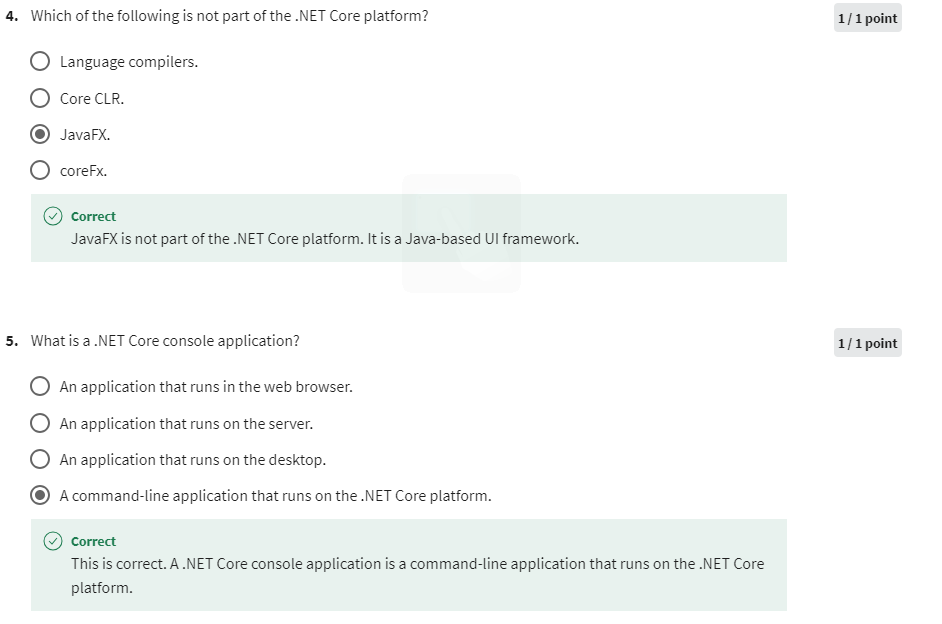 4. Which of the following is not part of the .NET Core platform?
1 / 1 point
Language compilers.
Core CLR.
JavaFX.
coreFx.
Correct
JavaFX is not part of the .NET Core platform. It is a Java-based UI framework.
5. What is a .NET Core console application?
1 / 1 point
An application that runs in the web browser.
An application that runs on the server.
An application that runs on the desktop.
A command-line application that runs on the .NET Core platform.
Correct
This is correct. A .NET Core console application is a command-line application that runs on the .NET Core
platform.